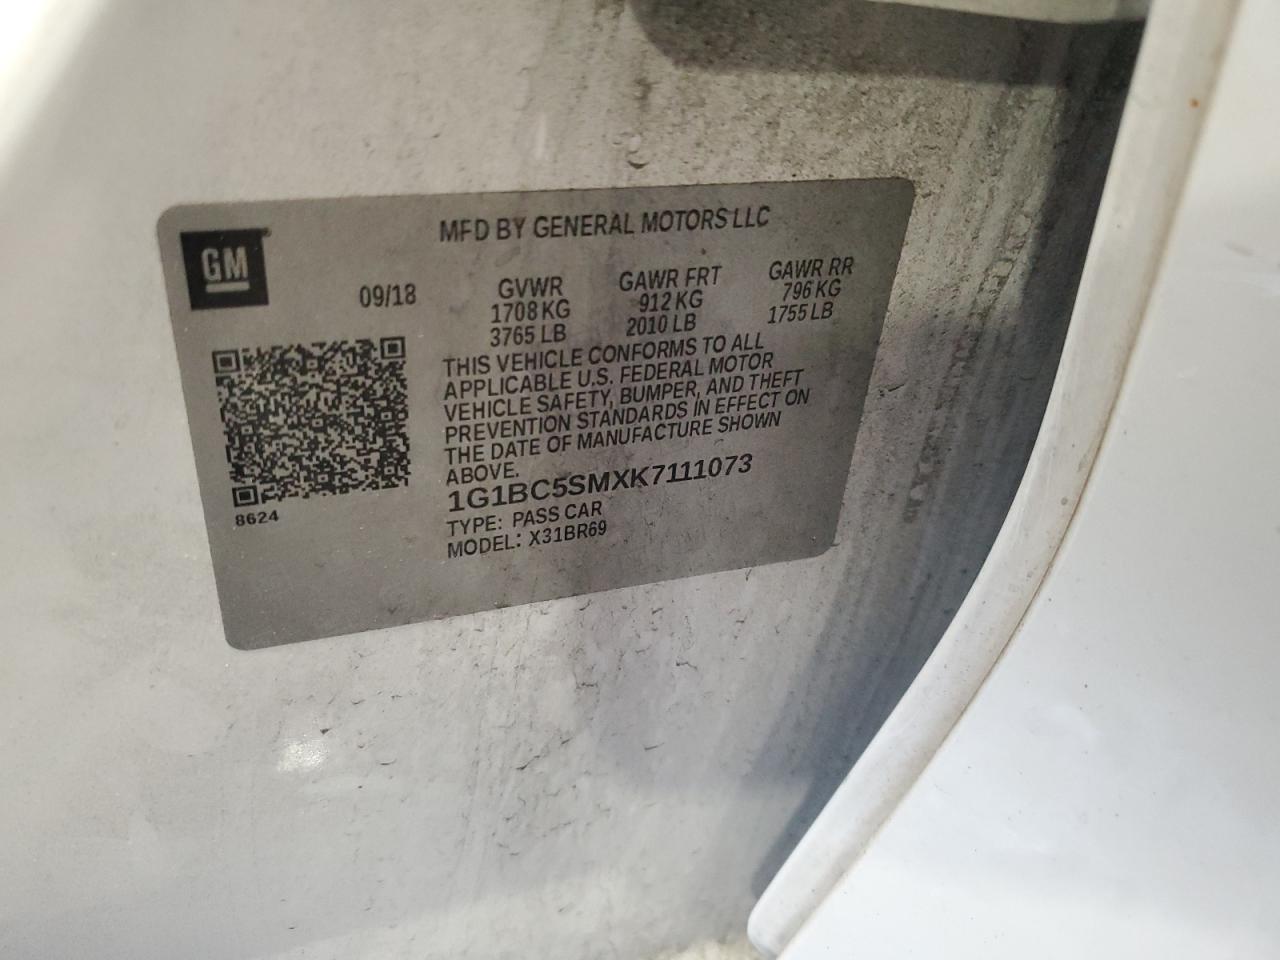 GM
MFD BY GENERAL MOTORS LLC
09/18
GVWR
1708 KG
3765 LB
GAWR FRT
912 KG
2010 LB
GAWR RR
796 KG
1755 LB
THIS VEHICLE CONFORMS TO ALL
APPLICABLE U.S. FEDERAL MOTOR
VEHICLE SAFETY, BUMPER, AND THEFT
PREVENTION STANDARDS IN EFFECT ON
THE DATE OF MANUFACTURE SHOWN
ABOVE.
1G1BC5SMXK7111073
TYPE: PASS CAR
MODEL: X31BR69
8624